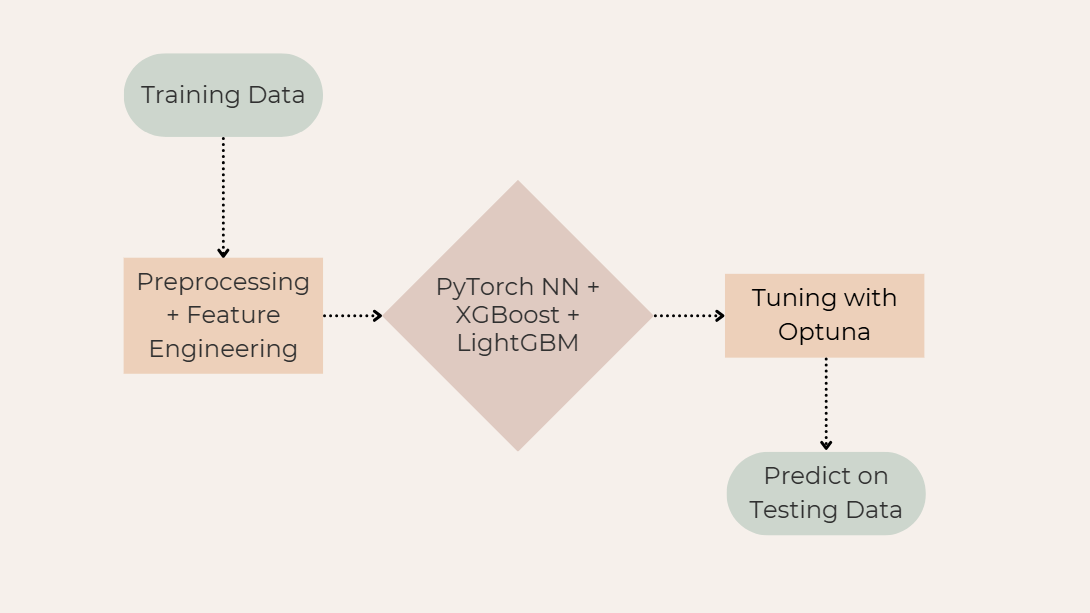 Training Data
Preprocessing
+ Feature
Engineering
PyTorch NN +
XGBoost +
LightGBM
Tuning with
Optuna
Predict on
Testing Data